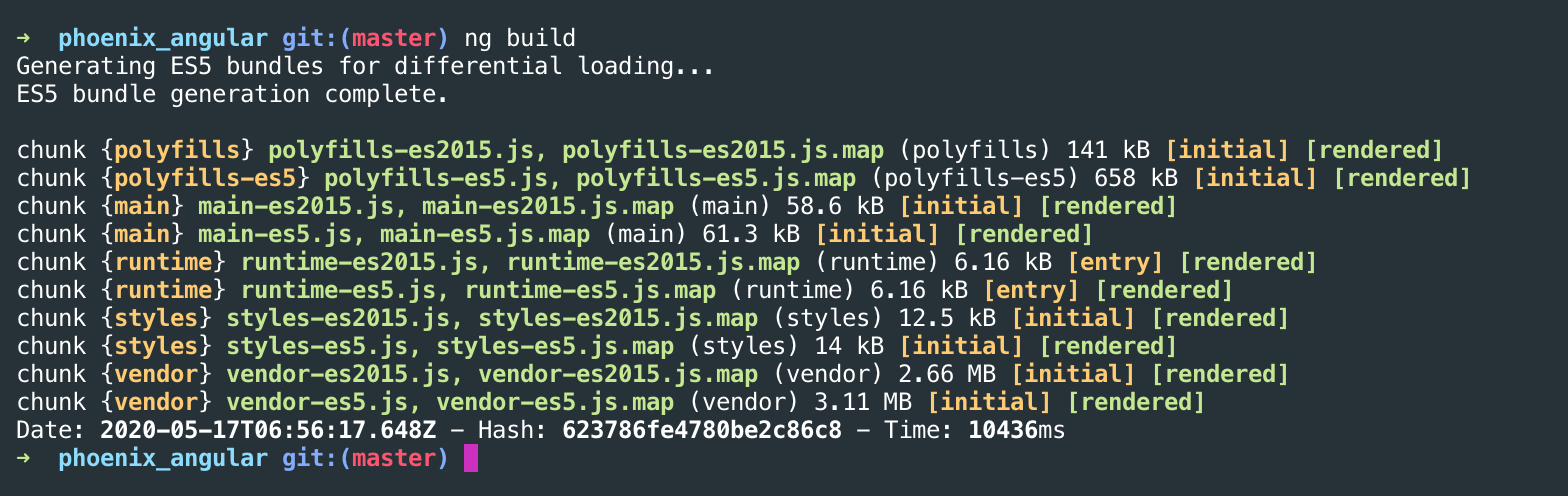 → phoenix_angular git:(master) ng build
Generating ES5 bundles for differential loading...
ES5 bundle generation complete.
chunk {polyfills} polyfills-es2015.js, polyfills-es2015.js.map (polyfills) 141 kB [initial] [rendered]
chunk {polyfills-es5} polyfills-es5.js, polyfills-es5.js.map (polyfills-es5) 658 kB [initial] [rendered]
chunk {main} main-es2015.js, main-es2015.js.map (main) 58.6 kB [initial] [rendered]
chunk {main} main-es5.js, main-es5.js.map (main) 61.3 kB [initial] [rendered]
chunk {runtime} runtime-es2015.js, runtime-es2015.js.map (runtime) 6.16 kB [entry] [rendered]
chunk {runtime} runtime-es5.js, runtime-es5.js.map (runtime) 6.16 kB [entry] [rendered]
chunk {styles} styles-es2015.js, styles-es2015.js.map (styles) 12.5 kB [initial] [rendered]
chunk {styles} styles-es5.js, styles-es5.js.map (styles) 14 kB [initial] [rendered]
chunk {vendor} vendor-es2015.js, vendor-es2015.js.map (vendor) 2.66 MB [initial] [rendered]
chunk {vendor} vendor-es5.js, vendor-es5.js.map (vendor) 3.11 MB [initial] [rendered]
Date: 2020-05-17T06:56:17.648Z - Hash: 623786fe4780be2c86c8 - Time: 10436ms
→ phoenix_angular git:(master)